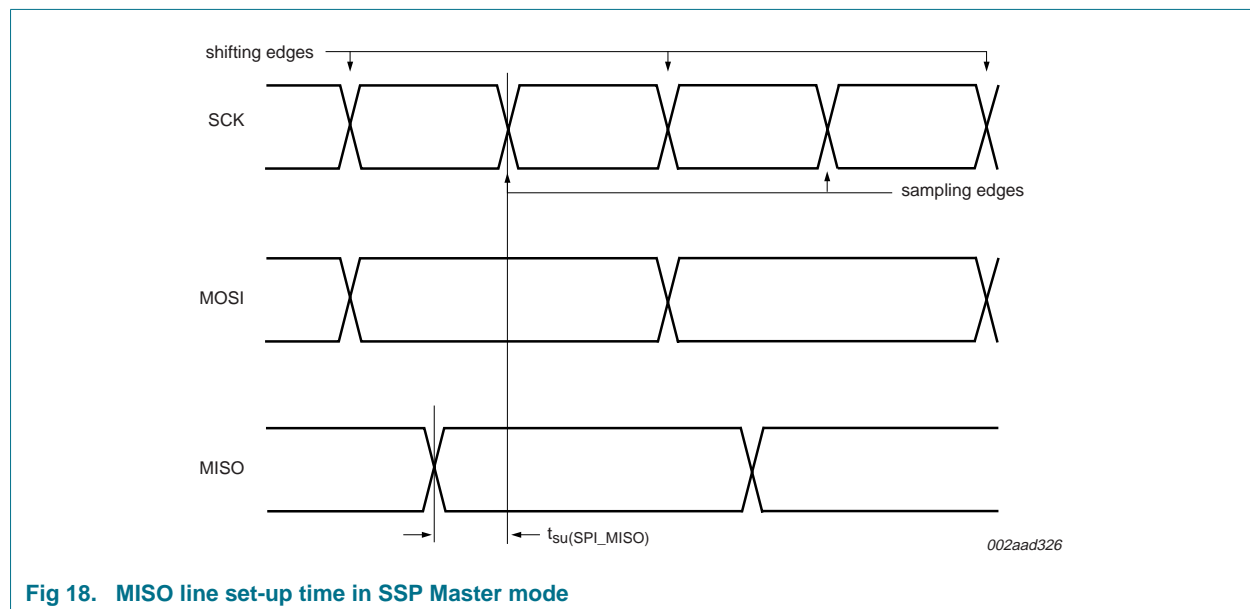 shifting edges
SCK
sampling edges
MOSI
MISO
tsu(SPI_MISO)
002aad326
Fig 18. MISO line set-up time in SSP Master mode